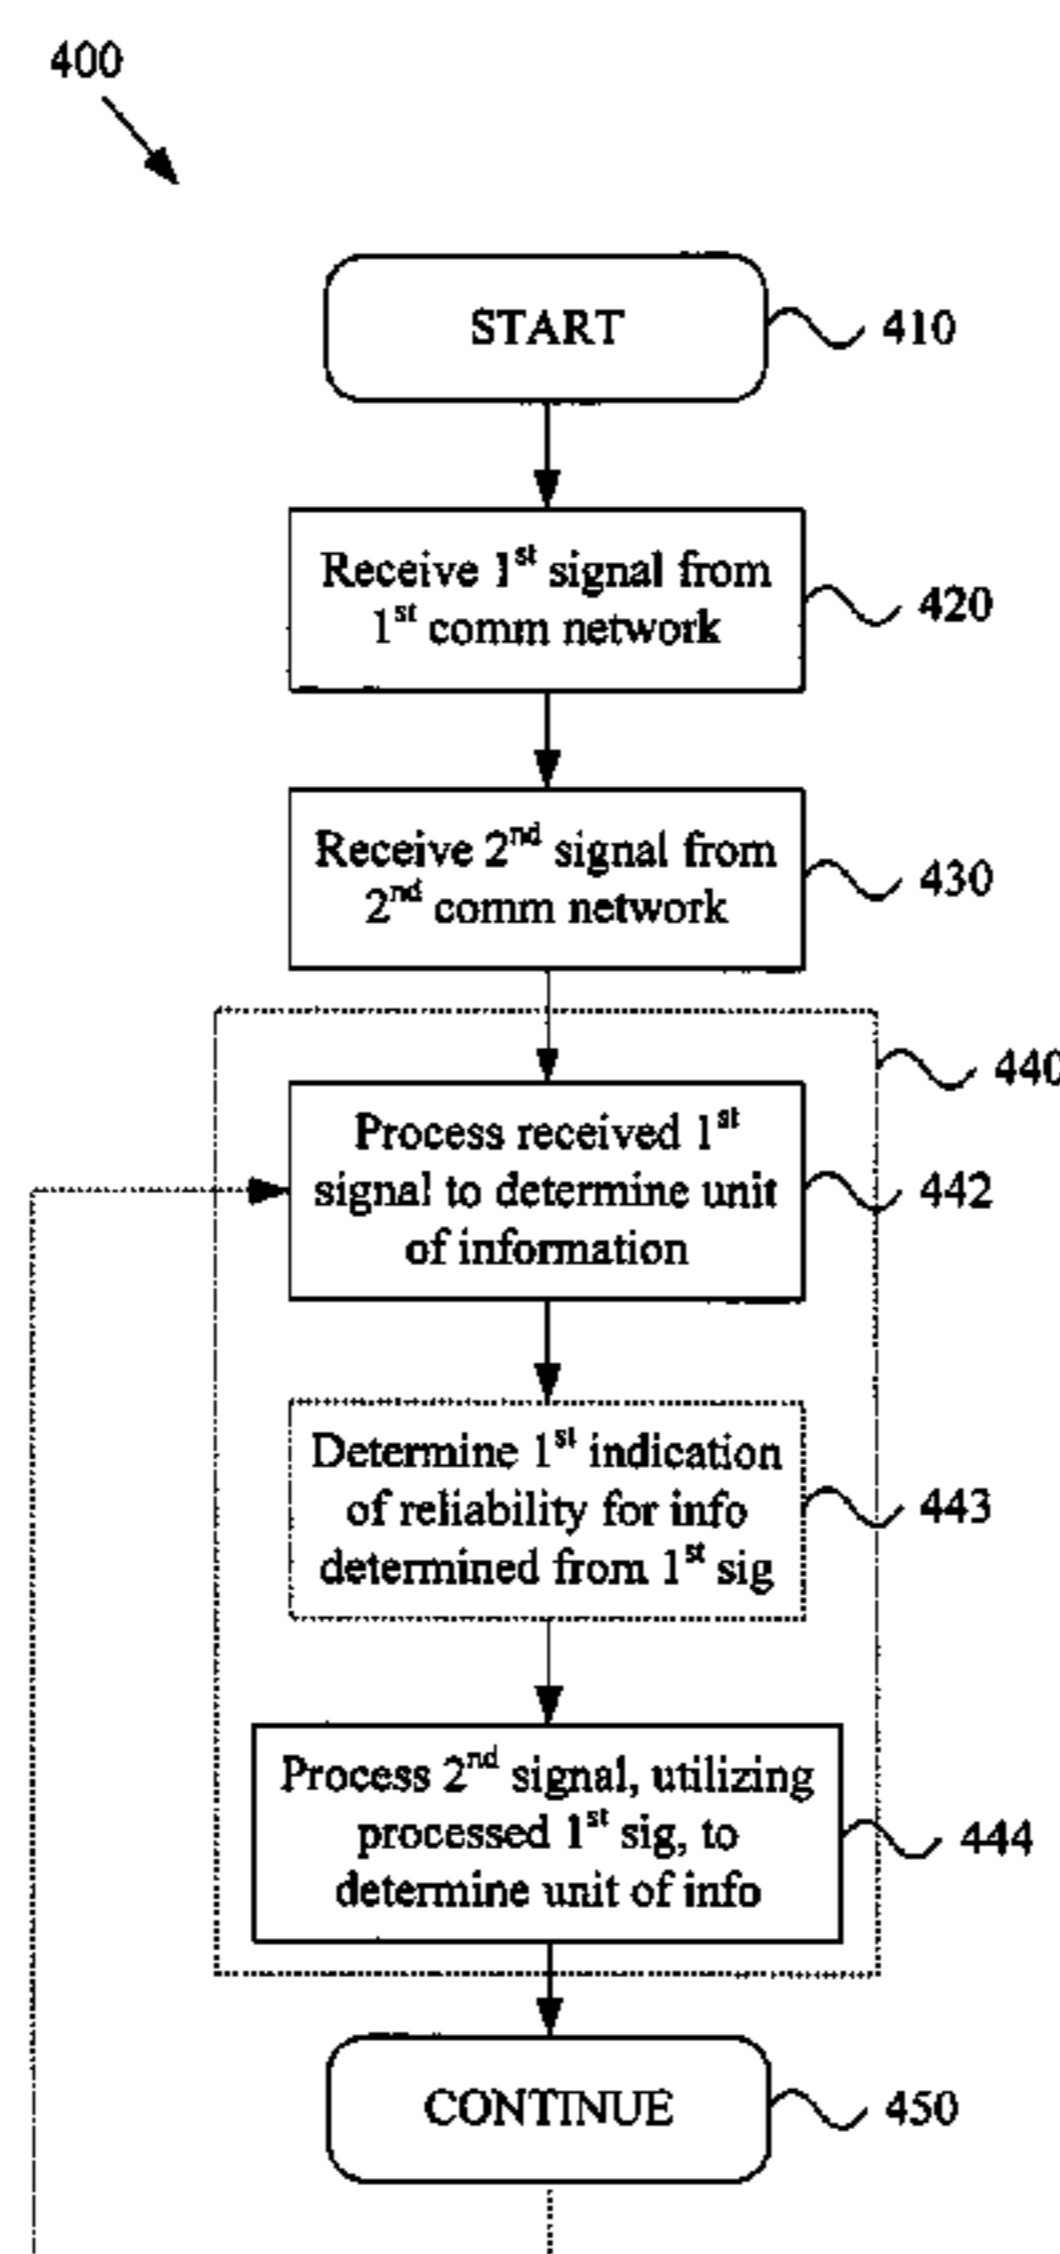 400
START
410
Receive 1st signal from
1st comm network
420
Receive 2nd signal from
2nd comm network
430
440
Process received 1st
signal to determine unit
of information
442
Determine 1st indication
of reliability for info
determined from 1st sig
443
Process 2nd signal, utilizing
processed 1st sig, to
determine unit of info
444
CONTINUE
450